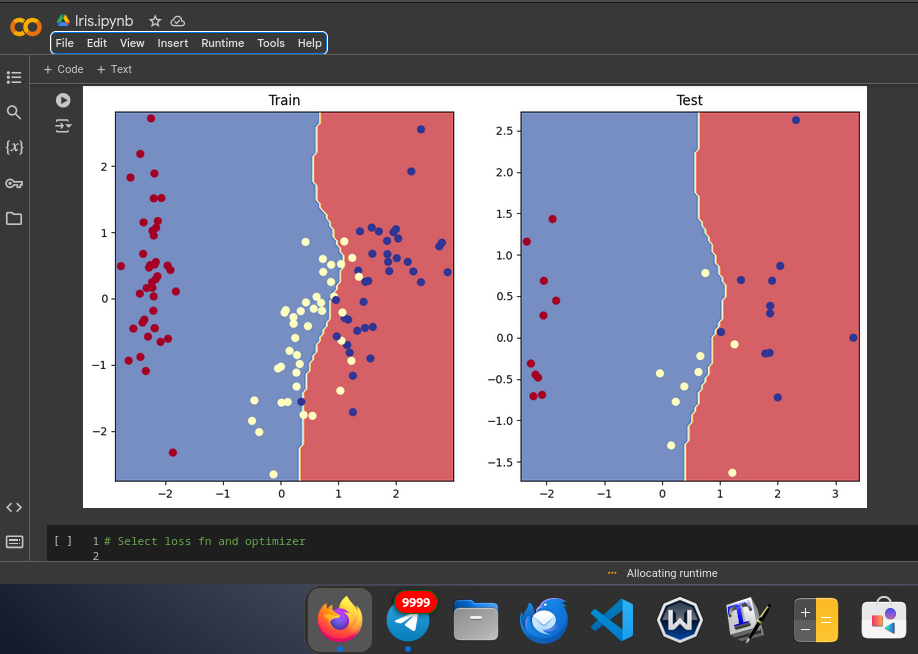 Iris.ipynb
File Edit View Insert Runtime Tools Help
+ Code + Text
Train
2
1
0
−1
−2
−2 −1 0 1 2
Test
2.5
2.0
1.5
1.0
0.5
0.0
−0.5
−1.0
−1.5
−2 −1 0 1 2 3
{x}
[ ] 1 # Select loss fn and optimizer
2
Allocating runtime
9999
W
T